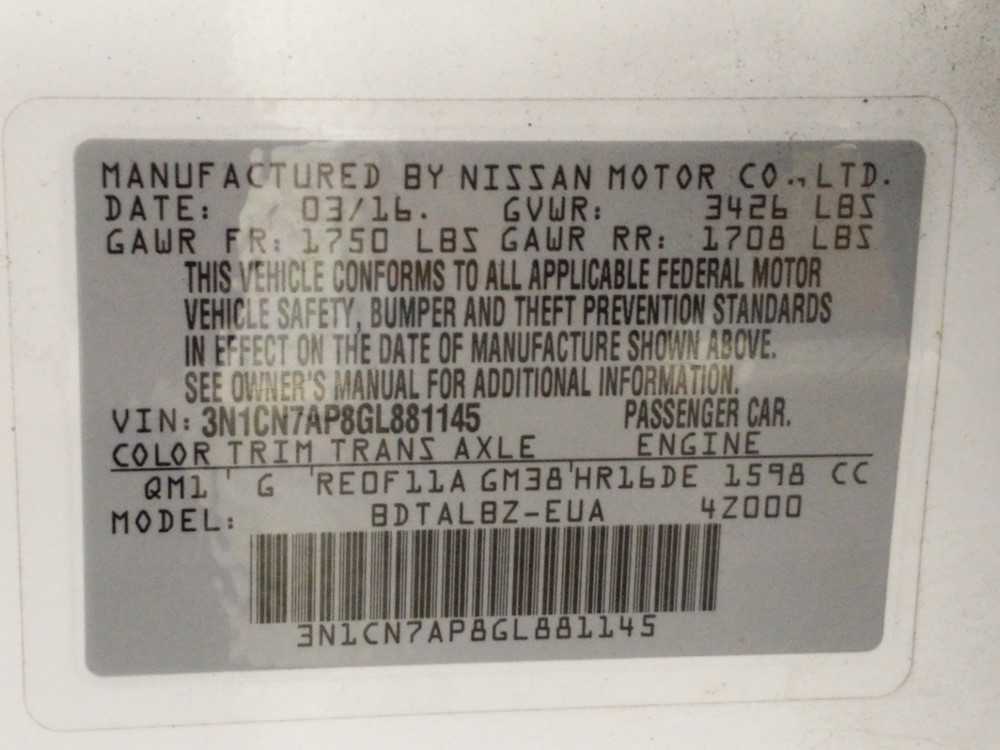 MANUFACTURED BY NISSAN MOTOR CO., LTD.
DATE: 03/16. GVWR: 3426 LBS
GAWR FR: 1750 LBS GAWR RR: 1708 LBS
THIS VEHICLE CONFORMS TO ALL APPLICABLE FEDERAL MOTOR
VEHICLE SAFETY, BUMPER AND THEFT PREVENTION STANDARDS
IN EFFECT ON THE DATE OF MANUFACTURE SHOWN ABOVE.
SEE OWNER'S MANUAL FOR ADDITIONAL INFORMATION.
VIN: 3N1CN7AP8GL881145 PASSENGER CAR.
COLOR TRIM TRANS AXLE ENGINE
QM1 ' G 'RE0F11A GM38'HR16DE 1598 CC
MODEL: BDTALBZ-EUA 4Z000
3N1CN7AP8GL881145